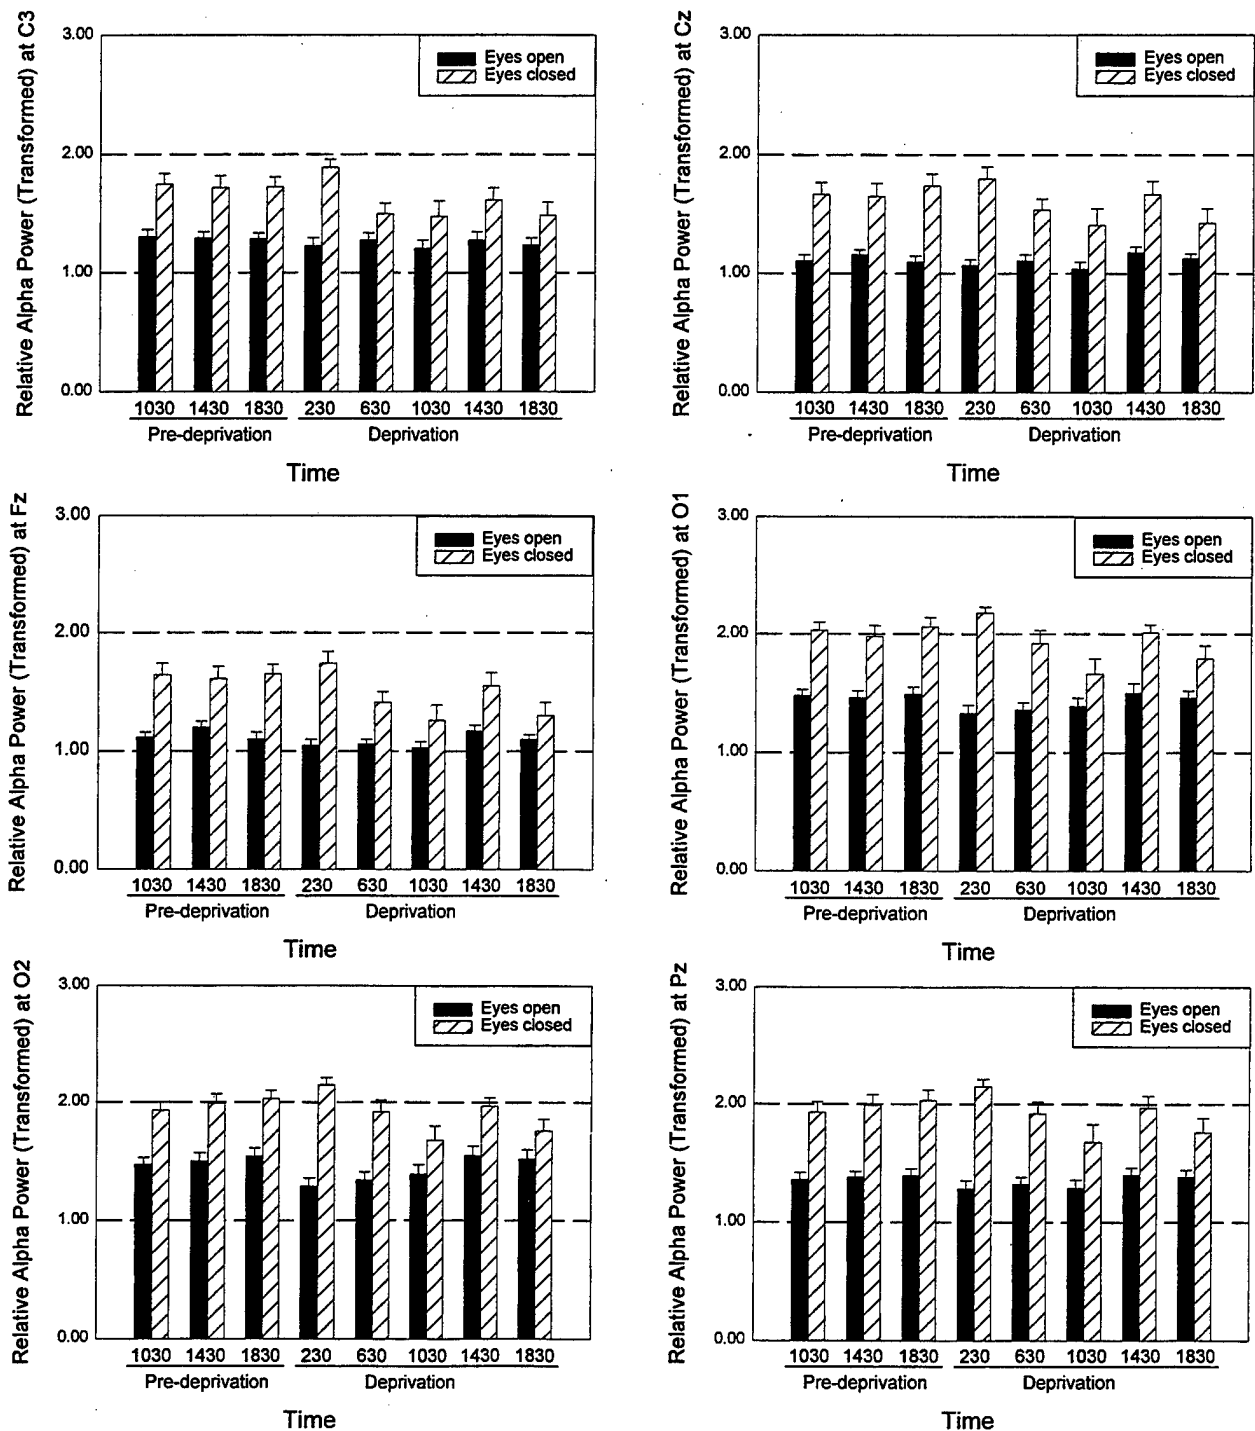 Relative Alpha Power (Transformed) at C3
3.00
2.00
1.00
0.00
Eyes open
Eyes closed
1030 1430 1830 230 630 1030 1430 1830
Pre-deprivation Deprivation
Time
Relative Alpha Power (Transformed) at Cz
3.00
2.00
1.00
0.00
Eyes open
Eyes closed
1030 1430 1830 230 630 1030 1430 1830
Pre-deprivation Deprivation
Time
Relative Alpha Power (Transformed) at Fz
3.00
2.00
1.00
0.00
Eyes open
Eyes closed
1030 1430 1830 230 630 1030 1430 1830
Pre-deprivation Deprivation
Time
Relative Alpha Power (Transformed) at O1
3.00
2.00
1.00
0.00
Eyes open
Eyes closed
1030 1430 1830 230 630 1030 1430 1830
Pre-deprivation Deprivation
Time
Relative Alpha Power (Transformed) at O2
3.00
2.00
1.00
0.00
Eyes open
Eyes closed
1030 1430 1830 230 630 1030 1430 1830
Pre-deprivation Deprivation
Time
Relative Alpha Power (Transformed) at Pz
3.00
2.00
1.00
0.00
Eyes open
Eyes closed
1030 1430 1830 230 630 1030 1430 1830
Pre-deprivation Deprivation
Time